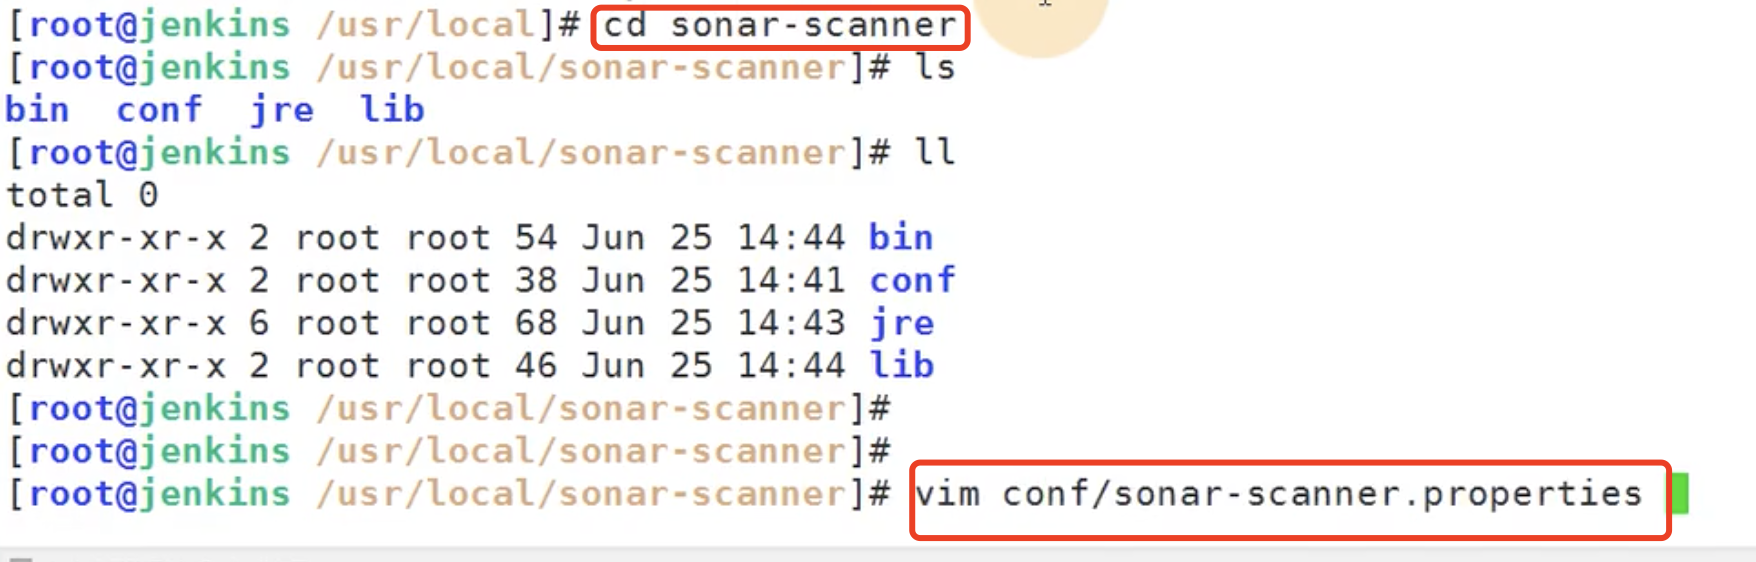 [root@jenkins /usr/local]# cd sonar-scanner
[root@jenkins /usr/local/sonar-scanner]# ls
bin  conf  jre  lib
[root@jenkins /usr/local/sonar-scanner]# ll
total 0
drwxr-xr-x 2 root root 54 Jun 25 14:44 bin
drwxr-xr-x 2 root root 38 Jun 25 14:41 conf
drwxr-xr-x 6 root root 68 Jun 25 14:43 jre
drwxr-xr-x 2 root root 46 Jun 25 14:44 lib
[root@jenkins /usr/local/sonar-scanner]#
[root@jenkins /usr/local/sonar-scanner]#
[root@jenkins /usr/local/sonar-scanner]# vim conf/sonar-scanner.properties